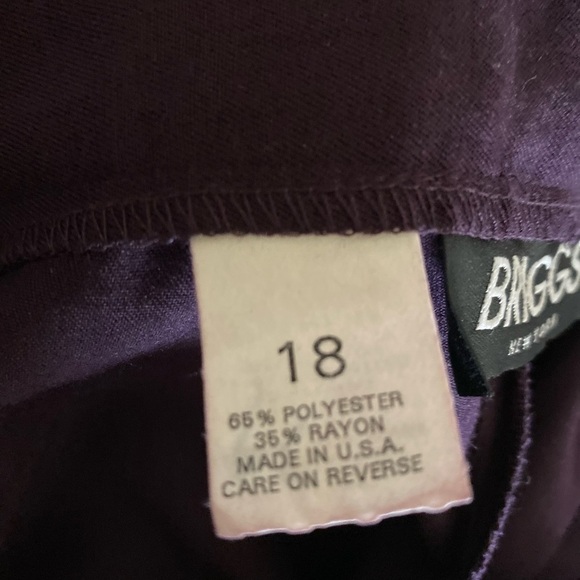 18
65% POLYESTER
35% RAYON
MADE IN U.S.A.
CARE ON REVERSE
BRIGGS
NEW YORK